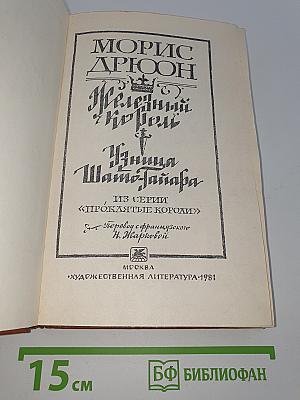 МОРИС
ДРЮОН
Железный
король
Узница
Шато-Гайара
ИЗ СЕРИИ
«ПРОКЛЯТЫЕ КОРОЛИ»
Перевод с французского
Н. Жарковой
МОСКВА
«ХУДОЖЕСТВЕННАЯ ЛИТЕРАТУРА» 1981
15 см
БФ БИБЛИОФАН